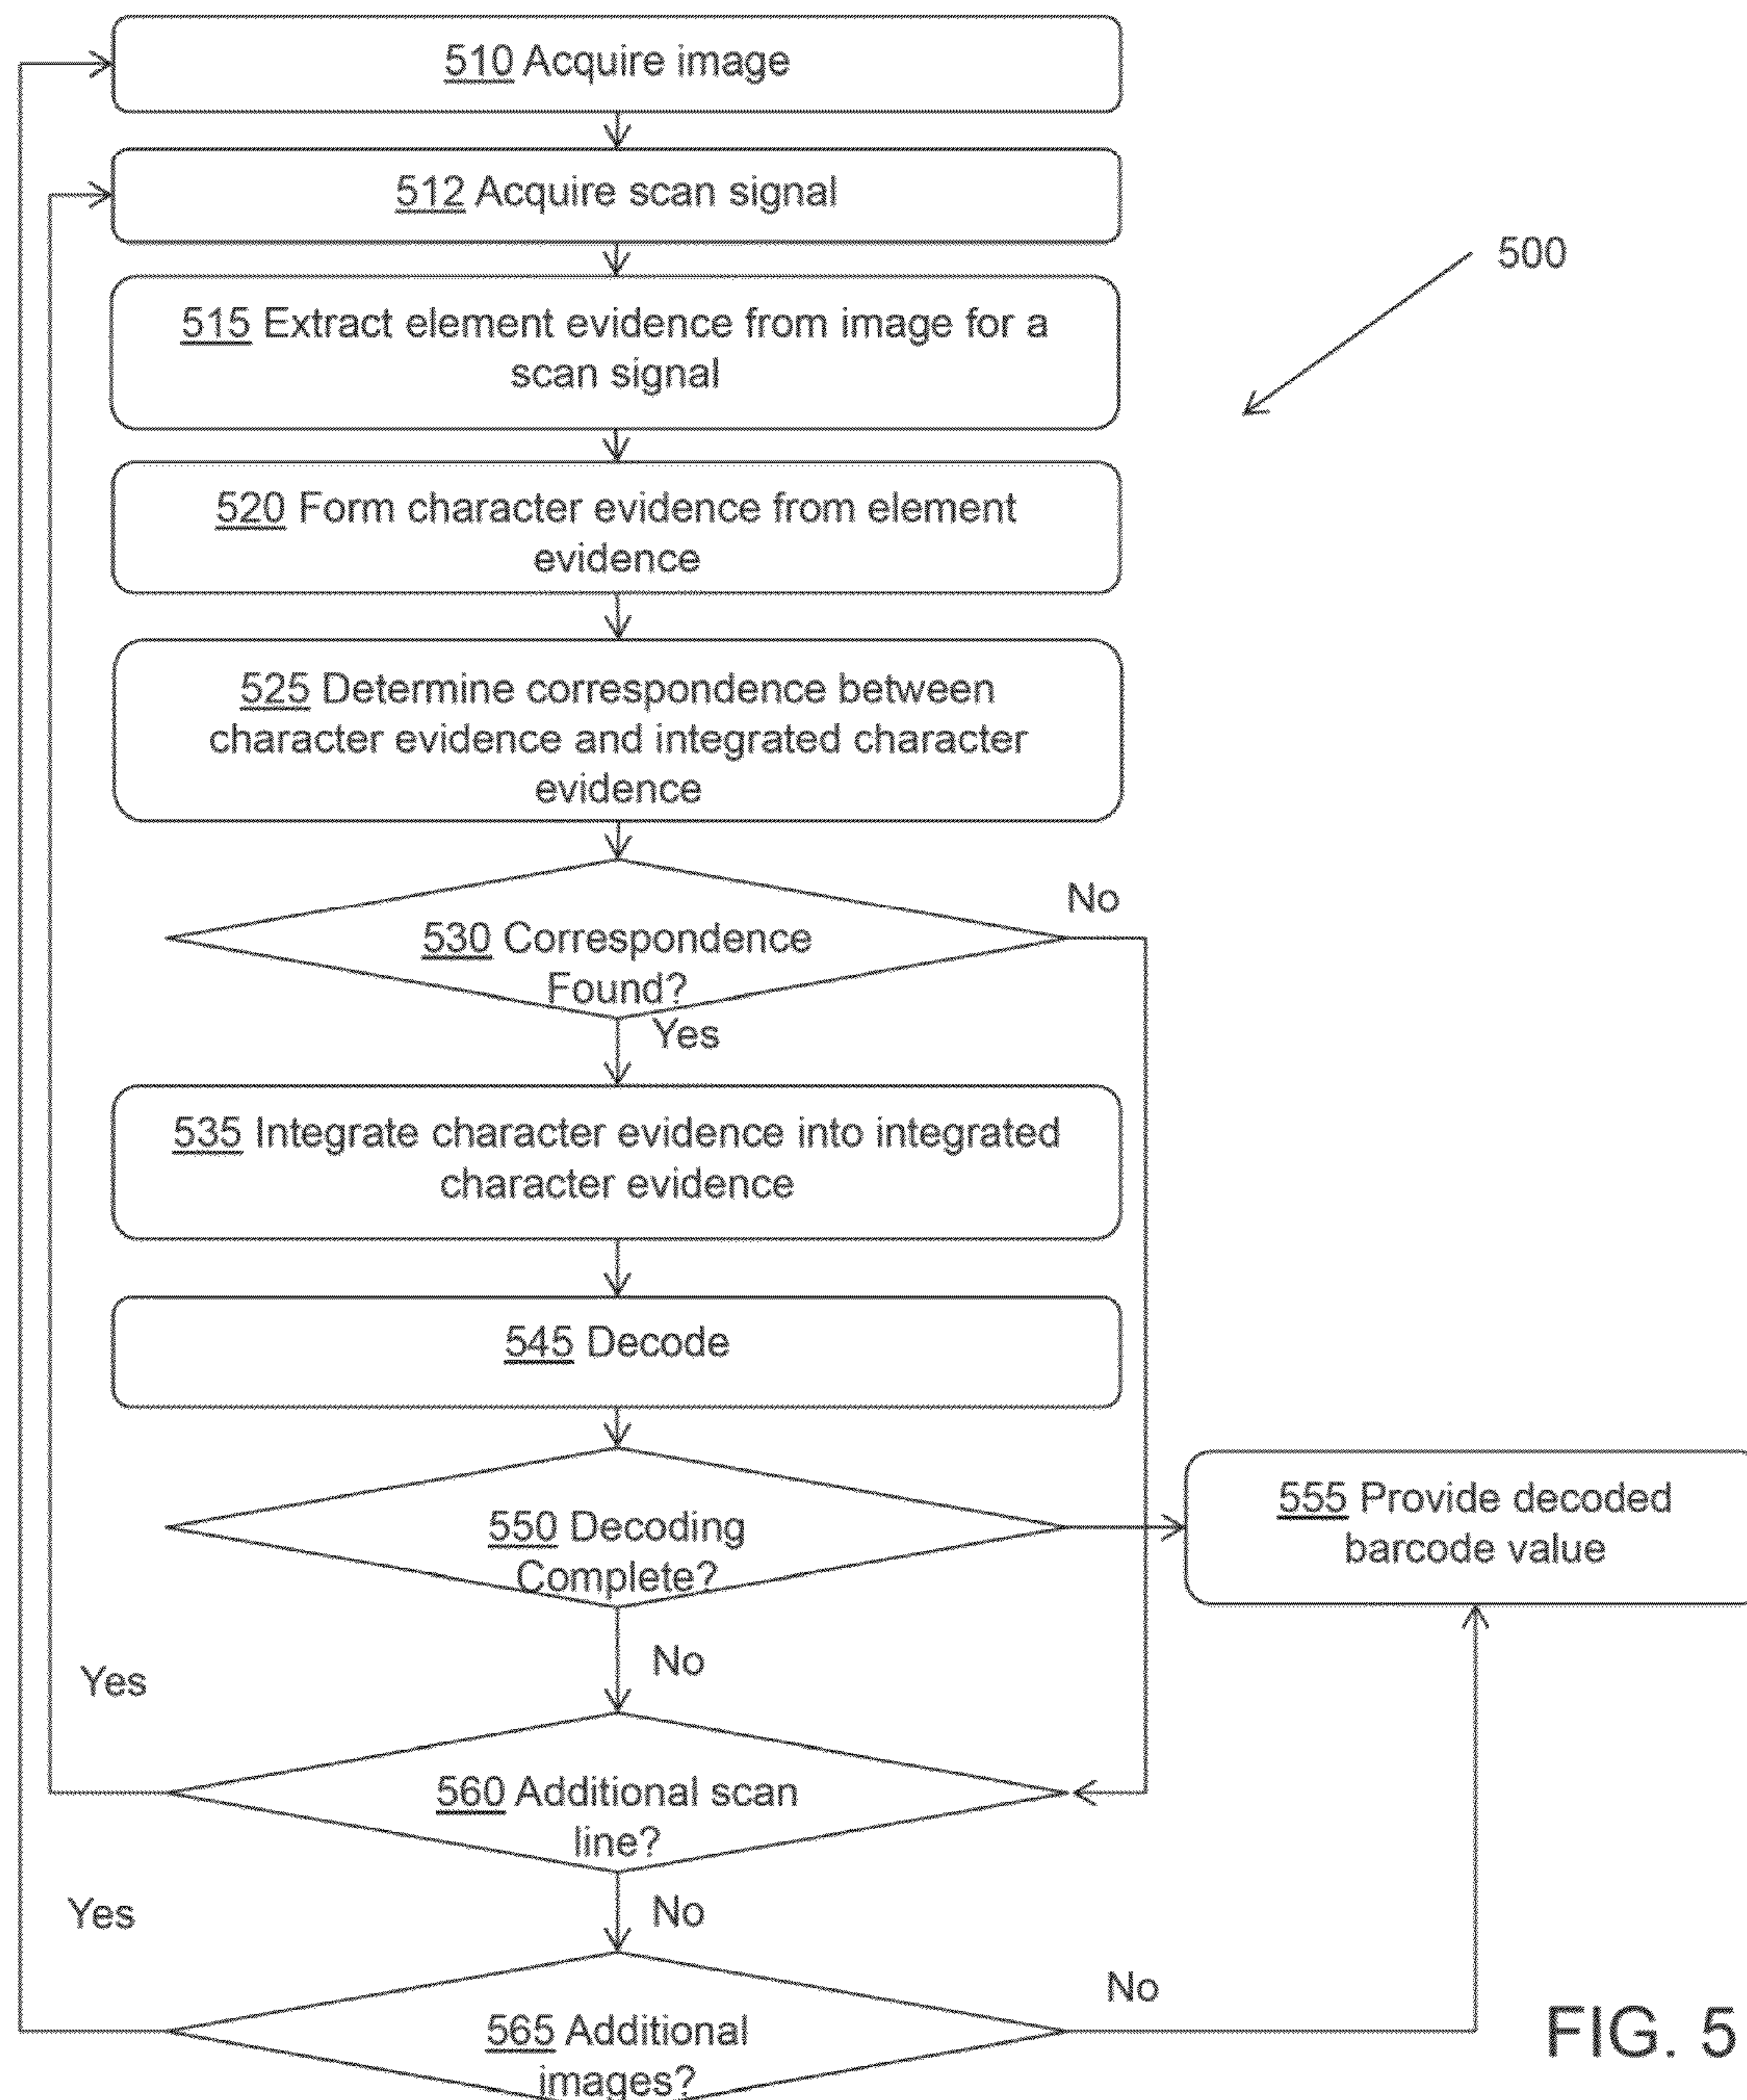 510 Acquire image
512 Acquire scan signal
500
515 Extract element evidence from image for a
scan signal
520 Form character evidence from element
evidence
525 Determine correspondence between
character evidence and integrated character
evidence
No
530 Correspondence
Found?
Yes
535 Integrate character evidence into integrated
character evidence
545 Decode
550 Decoding
Complete?
555 Provide decoded
barcode value
No
Yes
560 Additional scan
line?
No
Yes
No
565 Additional
images?
FIG. 5